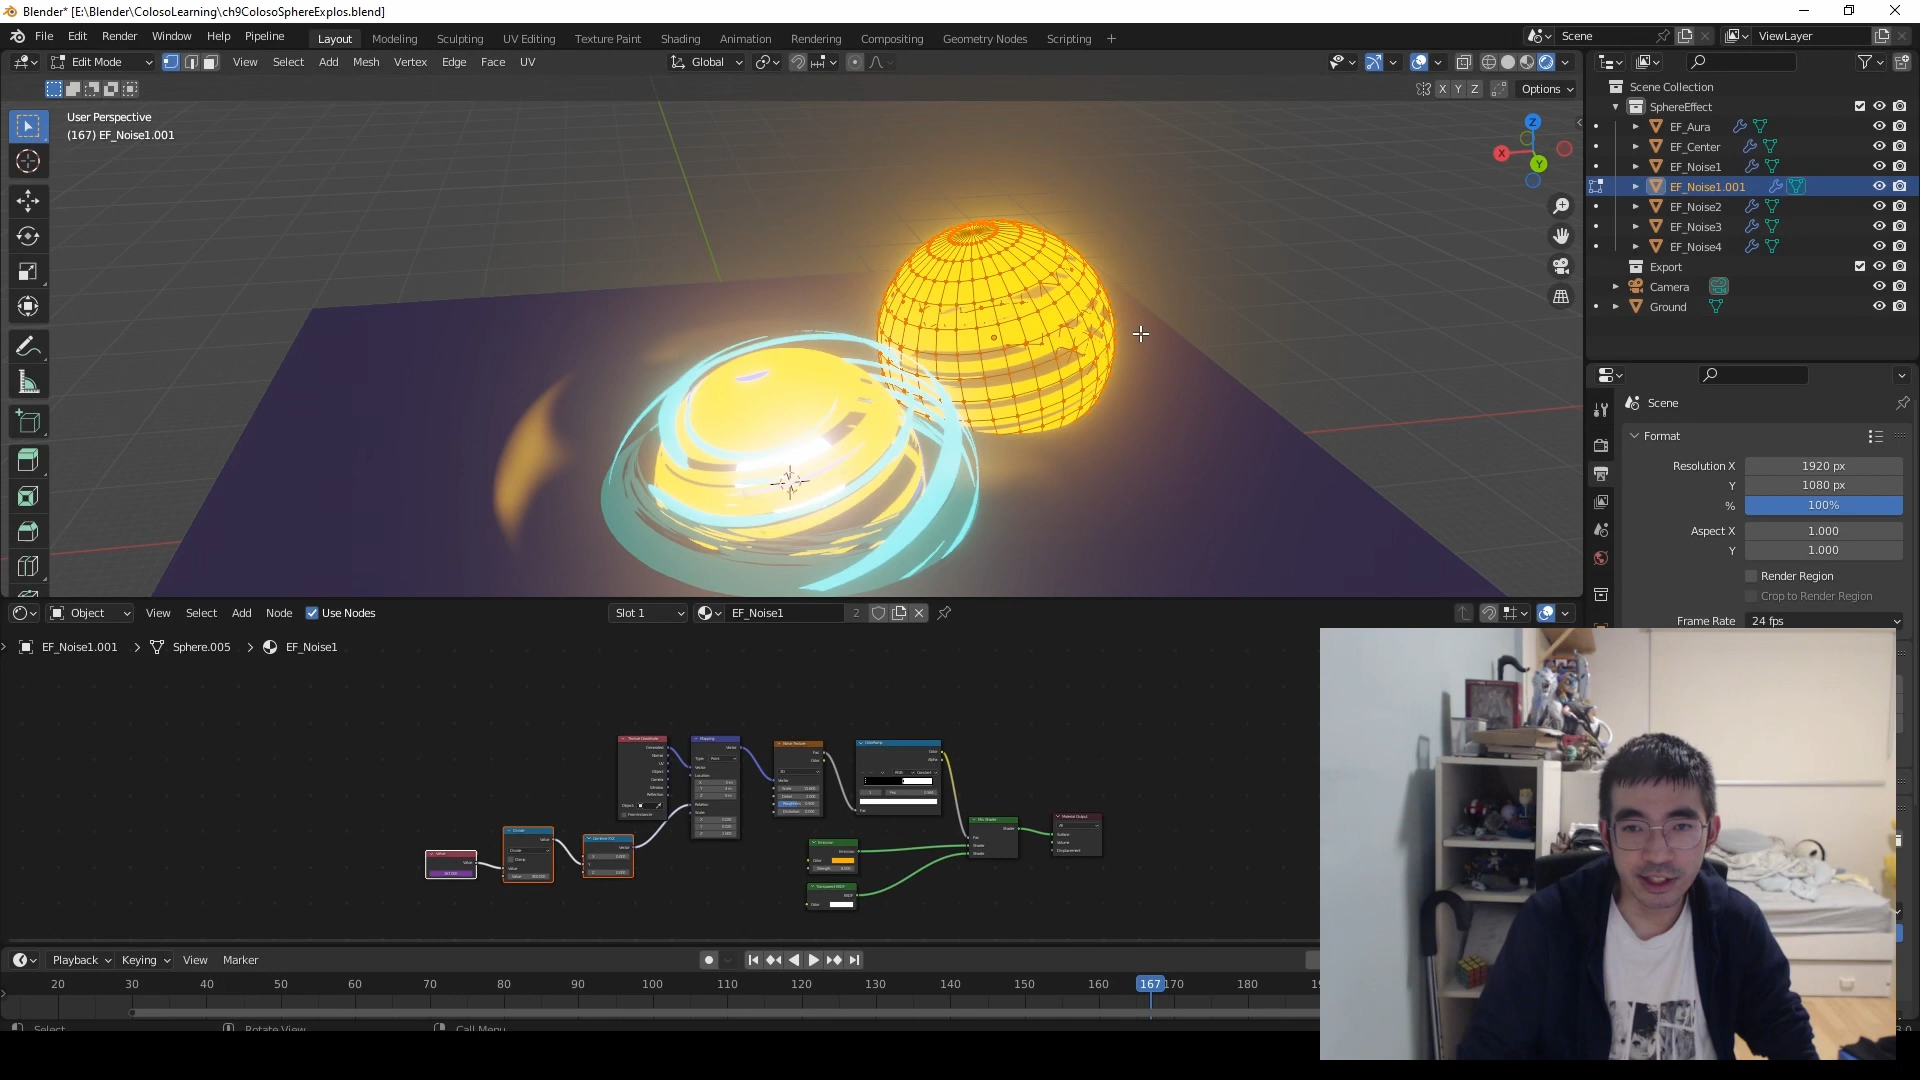 Blender* [E:\Blender\ColosoLearning\ch9ColosoSphereExplos.blend]
File Edit Render Window Help Pipeline
Layout Modeling Sculpting UV Editing Texture Paint Shading Animation Rendering Compositing Geometry Nodes Scripting +
Scene
ViewLayer
Edit Mode
View Select Add Mesh Vertex Edge Face UV
Global
X Y Z
Options
User Perspective
(167) EF_Noise1.001
Z
X
Y
Scene Collection
SphereEffect
EF_Aura
EF_Center
EF_Noise1
EF_Noise1.001
EF_Noise2
EF_Noise3
EF_Noise4
Export
Camera
Ground
Scene
Format
Resolution X 1920 px
Y 1080 px
% 100%
Aspect X 1.000
Y 1.000
Render Region
Crop to Render Region
Frame Rate 24 fps
Object
View Select Add Node Use Nodes
Slot 1
EF_Noise1 2
EF_Noise1.001 > Sphere.005 > EF_Noise1
Playback Keying View Marker
20 30 40 50 60 70 80 90 100 110 120 130 140 150 160 167 170 180
Select Rotate View Call Menu